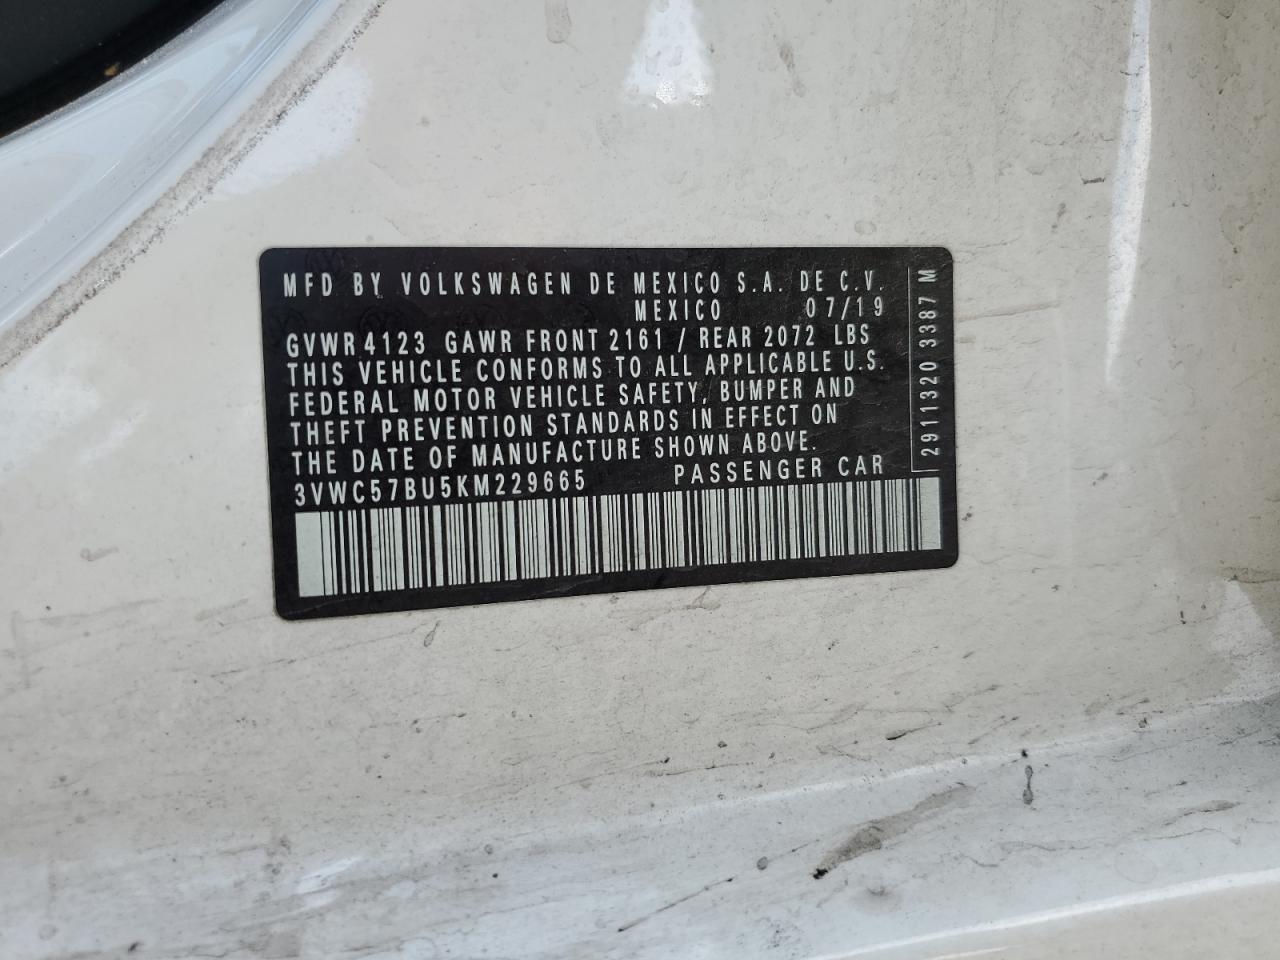 MFD BY VOLKSWAGEN DE MEXICO S.A. DE C.V.
MEXICO 07/19
GVWR 4123 GAWR FRONT 2161 / REAR 2072 LBS
THIS VEHICLE CONFORMS TO ALL APPLICABLE U.S.
FEDERAL MOTOR VEHICLE SAFETY, BUMPER AND
THEFT PREVENTION STANDARDS IN EFFECT ON
THE DATE OF MANUFACTURE SHOWN ABOVE.
3VWC57BU5KM229665 PASSENGER CAR
2911320 3387 M